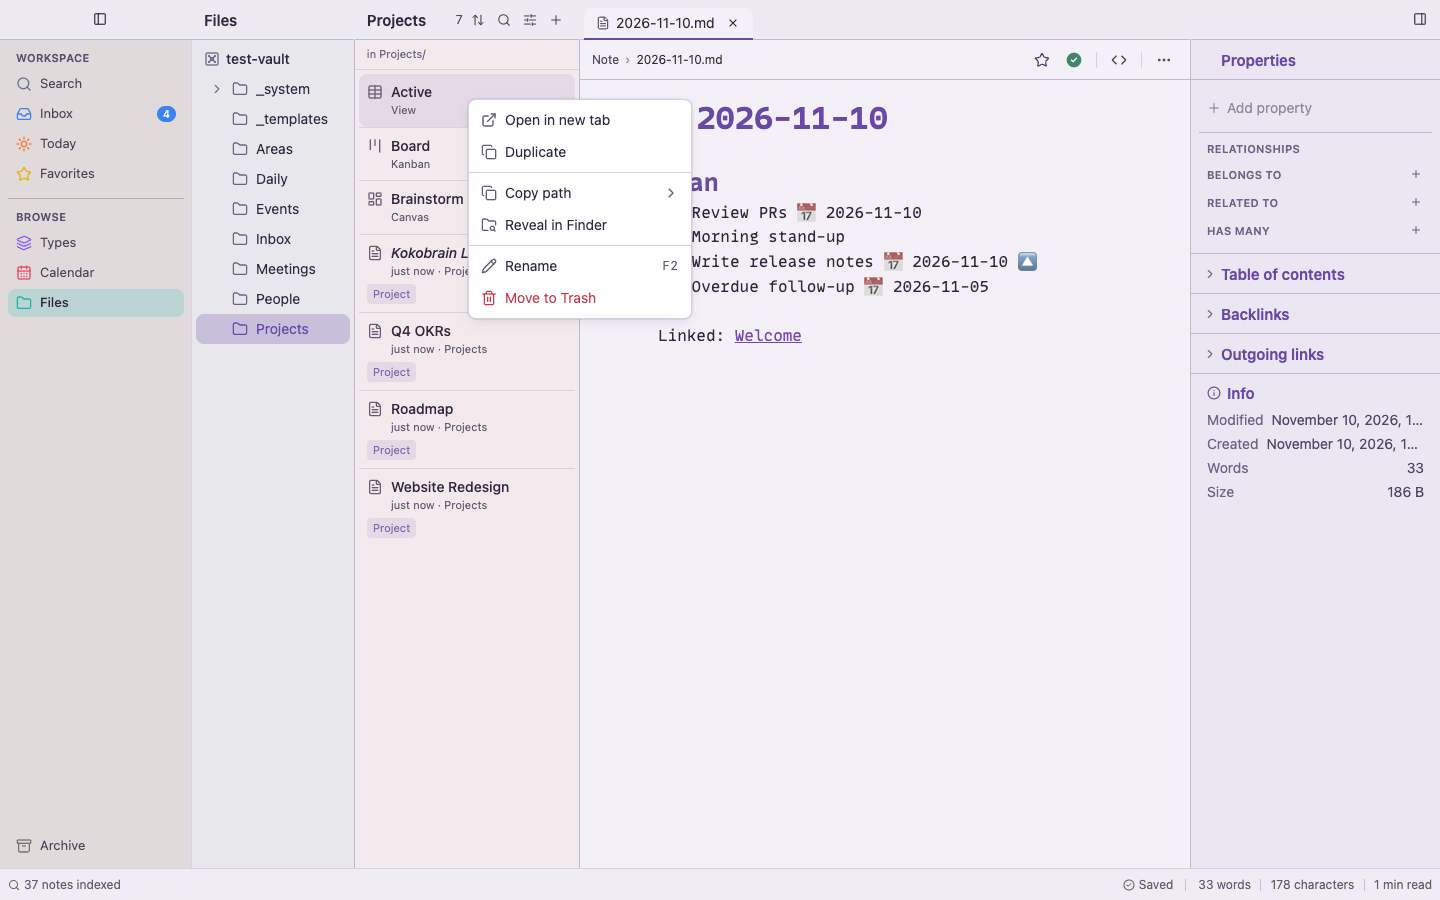 Files
Projects
7
2026-11-10.md
WORKSPACE
Search
Inbox
4
Today
Favorites
BROWSE
Types
Calendar
Files
Archive
test-vault
_system
_templates
Areas
Daily
Events
Inbox
Meetings
People
Projects
in Projects/
Active
View
Board
Kanban
Brainstorm
Canvas
Kokobrain L
just now · Proje
Project
Q4 OKRs
just now · Projects
Project
Roadmap
just now · Projects
Project
Website Redesign
just now · Projects
Project
Open in new tab
Duplicate
Copy path
Reveal in Finder
Rename F2
Move to Trash
Note › 2026-11-10.md
2026-11-10
an
Review PRs 📅 2026-11-10
Morning stand-up
Write release notes 📅 2026-11-10 🔼
Overdue follow-up 📅 2026-11-05
Linked: Welcome
Properties
Add property
RELATIONSHIPS
BELONGS TO
RELATED TO
HAS MANY
Table of contents
Backlinks
Outgoing links
Info
Modified November 10, 2026, 1...
Created November 10, 2026, 1...
Words 33
Size 186 B
37 notes indexed
Saved
33 words
178 characters
1 min read